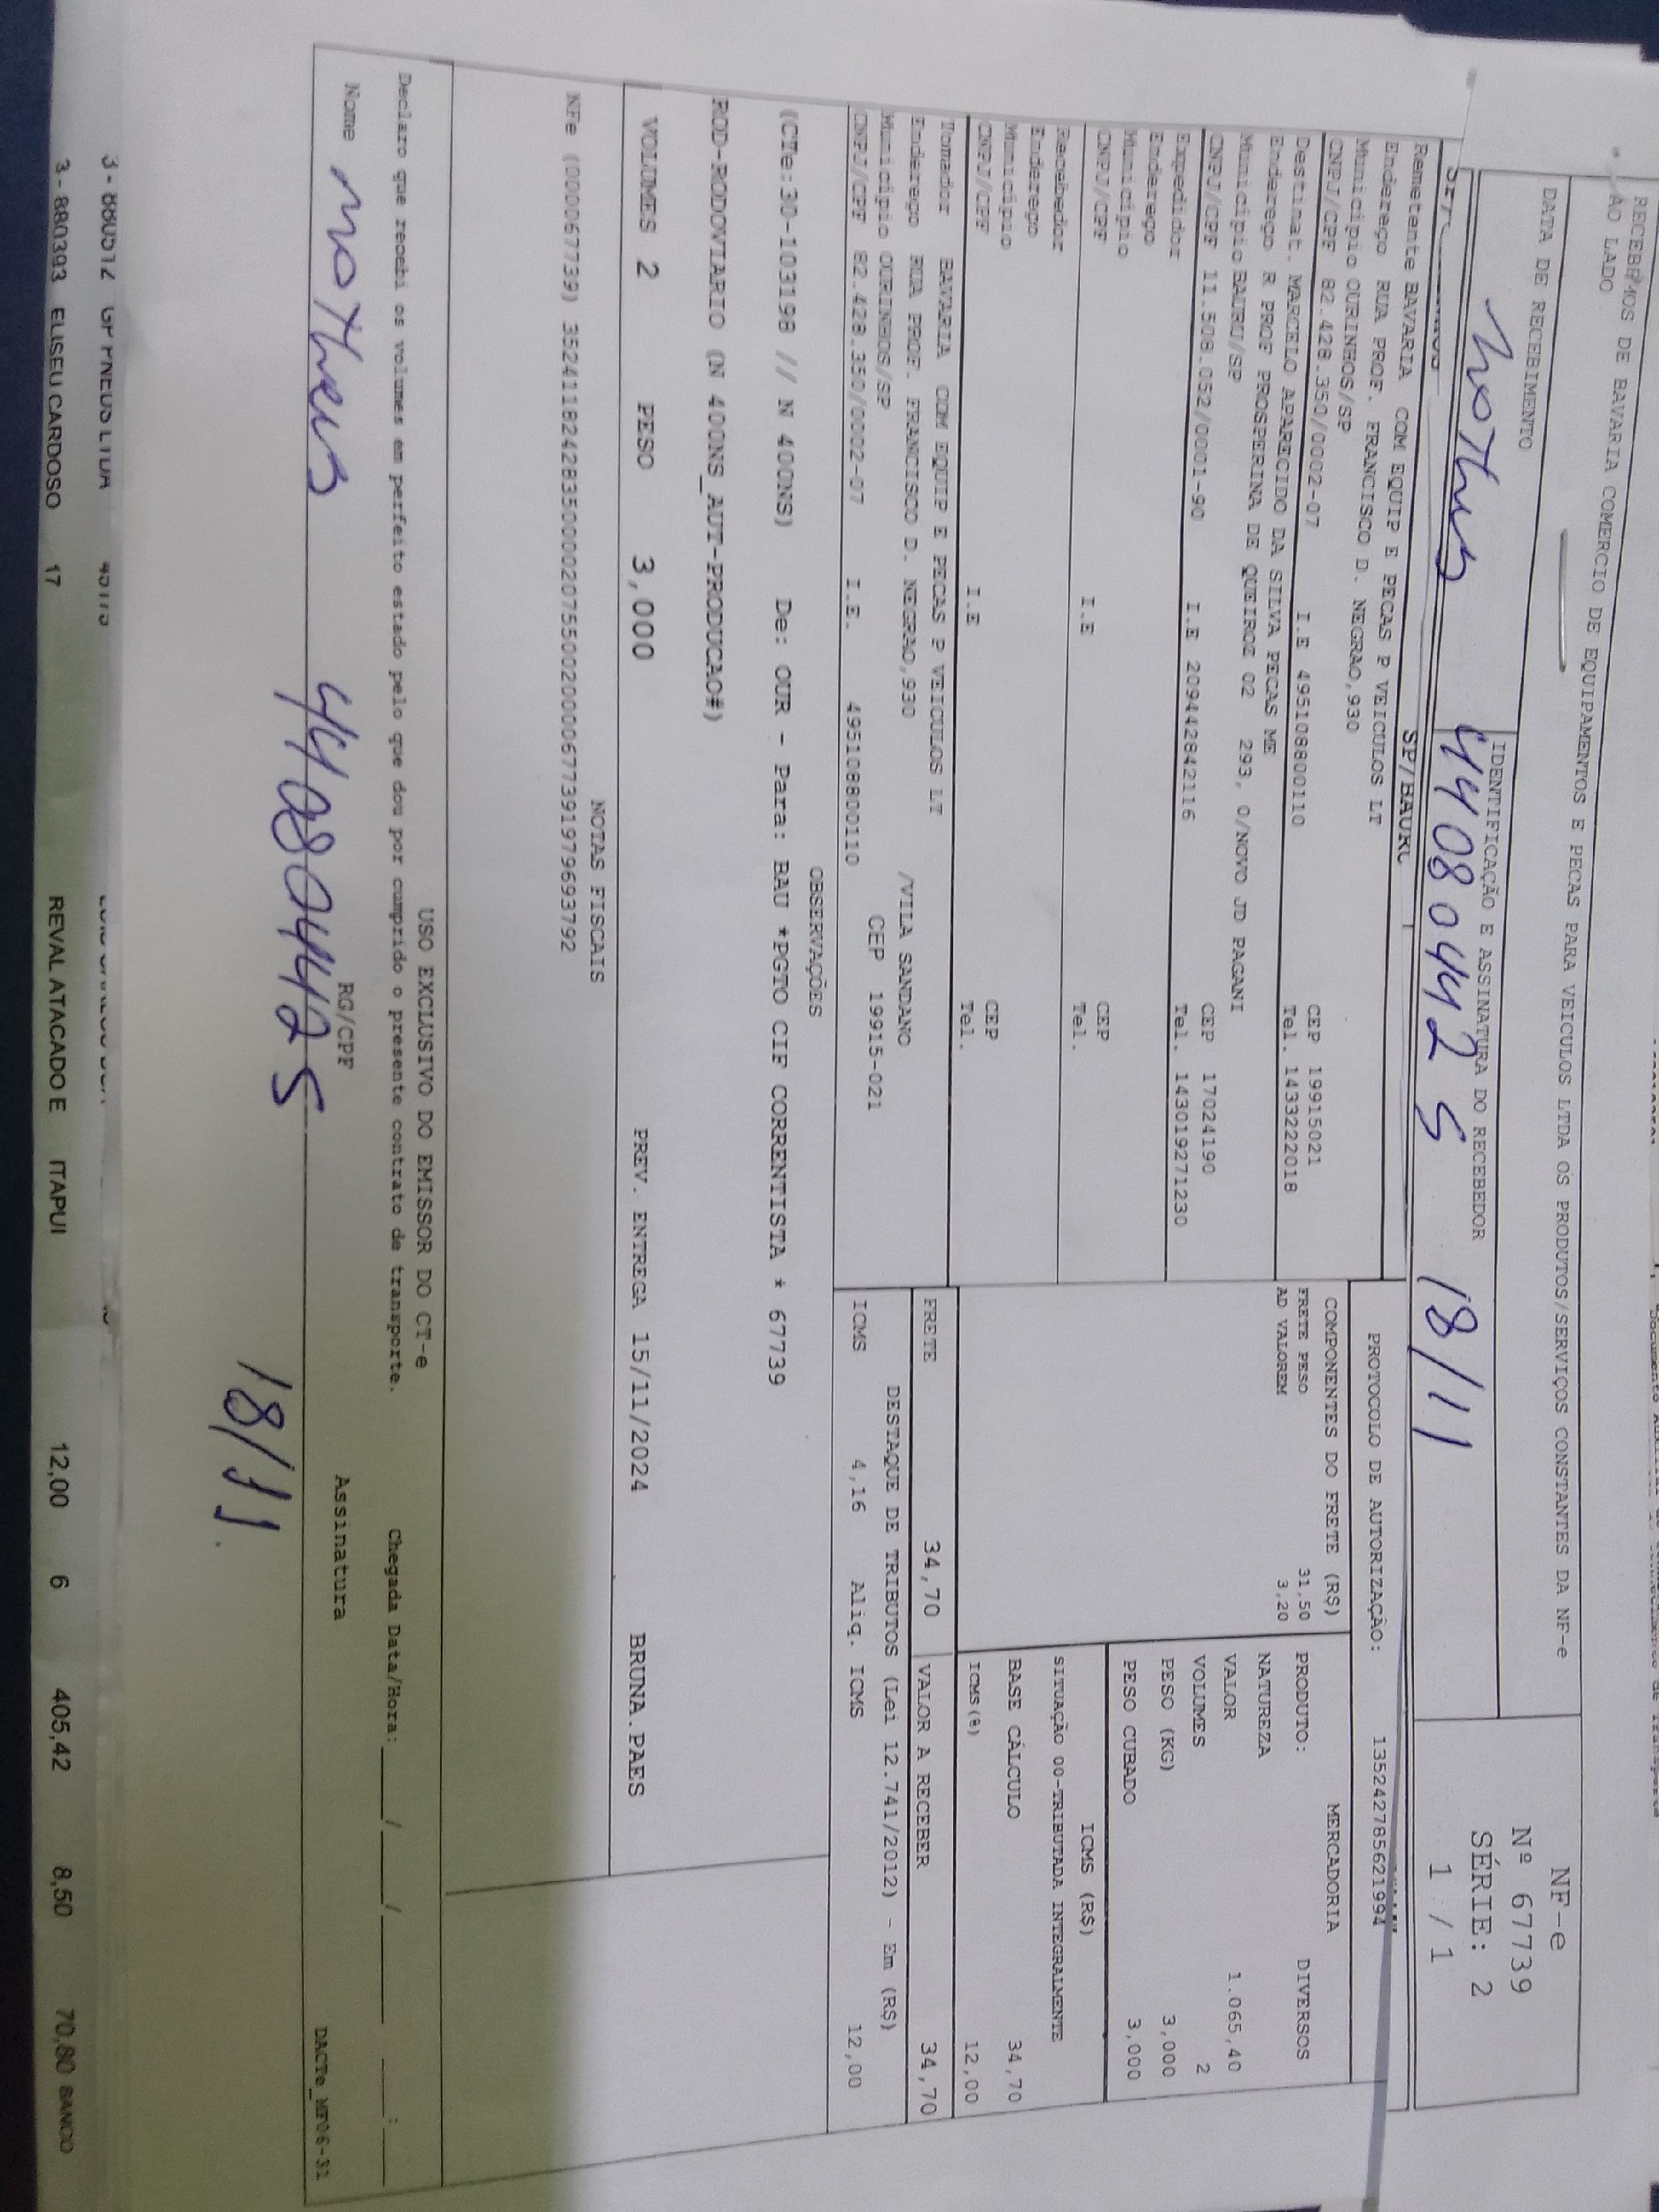 RECEBEMOS DE BAVARIA COMERCIO DE EQUIPAMENTOS E PECAS PARA VEICULOS LTDA OS PRODUTOS/SERVIÇOS CONSTANTES DA NF-e
AO LADO
DATA DE RECEBIMENTO
IDENTIFICAÇÃO E ASSINATURA DO RECEBEDOR
NF-e
Nº 67739
SÉRIE: 2
1 / 1
44080442 5 18/11
SP/BAURU
PROTOCOLO DE AUTORIZAÇÃO: 135242785621994
Remetente BAVARIA COM EQUIP E PECAS P VEICULOS LT
Endereço RUA PROF. FRANCISCO D. NEGRAO,930
Município OURINHOS/SP CEP 19915021
CNPJ/CPF 82.428.350/0002-07 I.E 495108800110 Tel. 1433222018
Destinat. MARCELO APARECIDO DA SILVA PECAS ME
Endereço R PROF PROSPERINA DE QUEIROZ 02 293, 0/NOVO JD PAGANI
Município BAURU/SP CEP 17024190
CNPJ/CPF 11.508.052/0001-90 I.E 209442842116 Tel. 143019271230
Expedidor
Endereço
Município CEP
CNPJ/CPF I.E Tel.
Recebedor
Endereço
Município CEP
CNPJ/CPF I.E Tel.
Tomador BAVARIA COM EQUIP E PECAS P VEICULOS LT
Endereço RUA PROF. FRANCISCO D. NEGRAO,930 /VILA SANDANO
Município OURINHOS/SP CEP 19915-021
CNPJ/CPF 82.428.350/0002-07 I.E. 495108800110
COMPONENTES DO FRETE (R$)
FRETE PESO 31,50
AD VALOREM 3,20
MERCADORIA
PRODUTO: DIVERSOS
NATUREZA
VALOR 1.065,40
VOLUMES 2
PESO (KG) 3,000
PESO CUBADO 3,000
ICMS (R$)
SITUAÇÃO 00-TRIBUTADA INTEGRALMENTE
BASE CÁLCULO 34,70
ICMS(%) 12,00
FRETE 34,70 VALOR A RECEBER 34,70
DESTAQUE DE TRIBUTOS (Lei 12.741/2012) - Em (R$)
ICMS 4,16 Aliq. ICMS 12,00
OBSERVAÇÕES
(CTe:30-103198 // N 400NS) De: OUR - Para: BAU *PGTO CIF CORRENTISTA * 67739
ROD-RODOVIARIO (N 400NS_AUT-PRODUCAO#)
VOLUMES 2 PESO 3,000 PREV. ENTREGA 15/11/2024 BRUNA.PAES
NOTAS FISCAIS
NFe (000067739) 35241182428350000207550020000677391979693792
USO EXCLUSIVO DO EMISSOR DO CT-e
Declaro que recebi os volumes em perfeito estado pelo que dou por cumprido o presente contrato de transporte. Chegada Data/Hora:____/____/______ ___:___
Nome Matheus RG/CPF Assinatura
44080442 5
DACTe_MF06-31
18/11
3-880393 ELISEU CARDOSO 17 REVAL ATACADO E ITAPUI 12,00 6 405,42 8,50 70,80